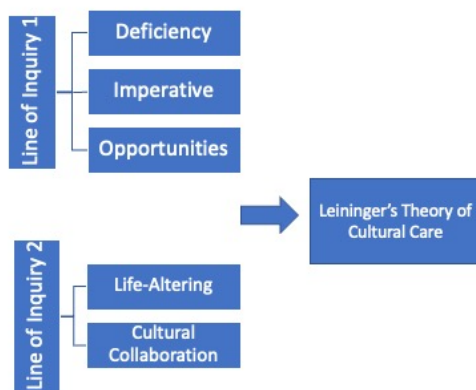 Line of Inquiry 1
Deficiency
Imperative
Opportunities
Leininger's Theory of
Cultural Care
Line of Inquiry 2
Life-Altering
Cultural
Collaboration